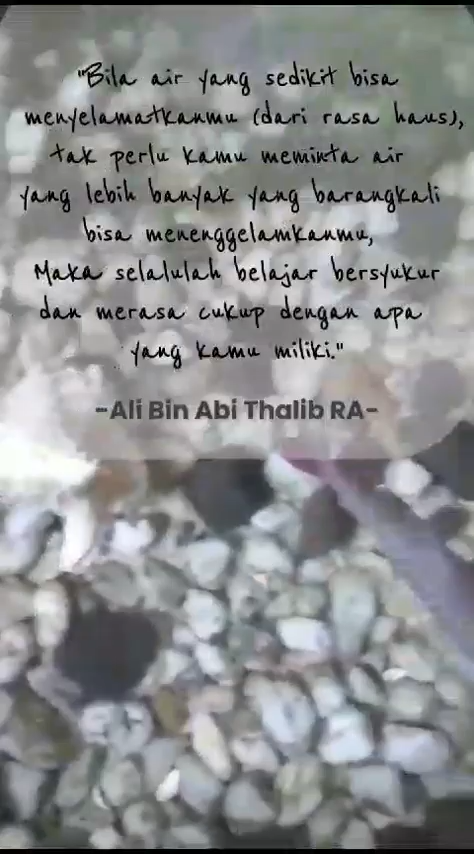 "Bila air yang sedikit bisa
menyelamatkanmu (dari rasa haus),
tak perlu kamu meminta air
yang lebih banyak yang barangkali
bisa menenggelamkanmu,
Maka selalulah belajar bersyukur
dan merasa cukup dengan apa
yang kamu miliki."
-Ali Bin Abi Thalib RA-